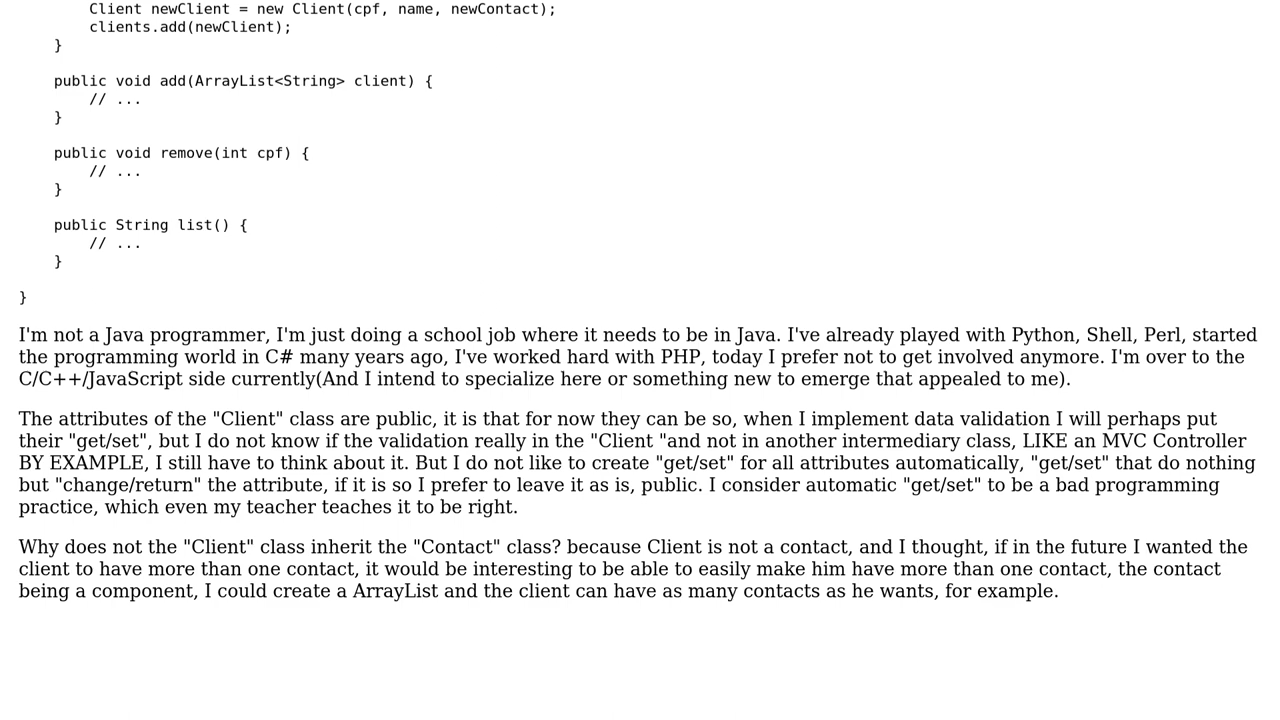 Client newClient = new Client(cpf, name, newContact);
clients.add(newClient);
}
public void add(ArrayList<String> client) {
// ...
}
public void remove(int cpf) {
// ...
}
public String list() {
// ...
}
}
I'm not a Java programmer, I'm just doing a school job where it needs to be in Java. I've already played with Python, Shell, Perl, started
the programming world in C# many years ago, I've worked hard with PHP, today I prefer not to get involved anymore. I'm over to the
C/C++/JavaScript side currently(And I intend to specialize here or something new to emerge that appealed to me).
The attributes of the "Client" class are public, it is that for now they can be so, when I implement data validation I will perhaps put
their "get/set", but I do not know if the validation really in the "Client "and not in another intermediary class, LIKE an MVC Controller
BY EXAMPLE, I still have to think about it. But I do not like to create "get/set" for all attributes automatically, "get/set" that do nothing
but "change/return" the attribute, if it is so I prefer to leave it as is, public. I consider automatic "get/set" to be a bad programming
practice, which even my teacher teaches it to be right.
Why does not the "Client" class inherit the "Contact" class? because Client is not a contact, and I thought, if in the future I wanted the
client to have more than one contact, it would be interesting to be able to easily make him have more than one contact, the contact
being a component, I could create a ArrayList and the client can have as many contacts as he wants, for example.